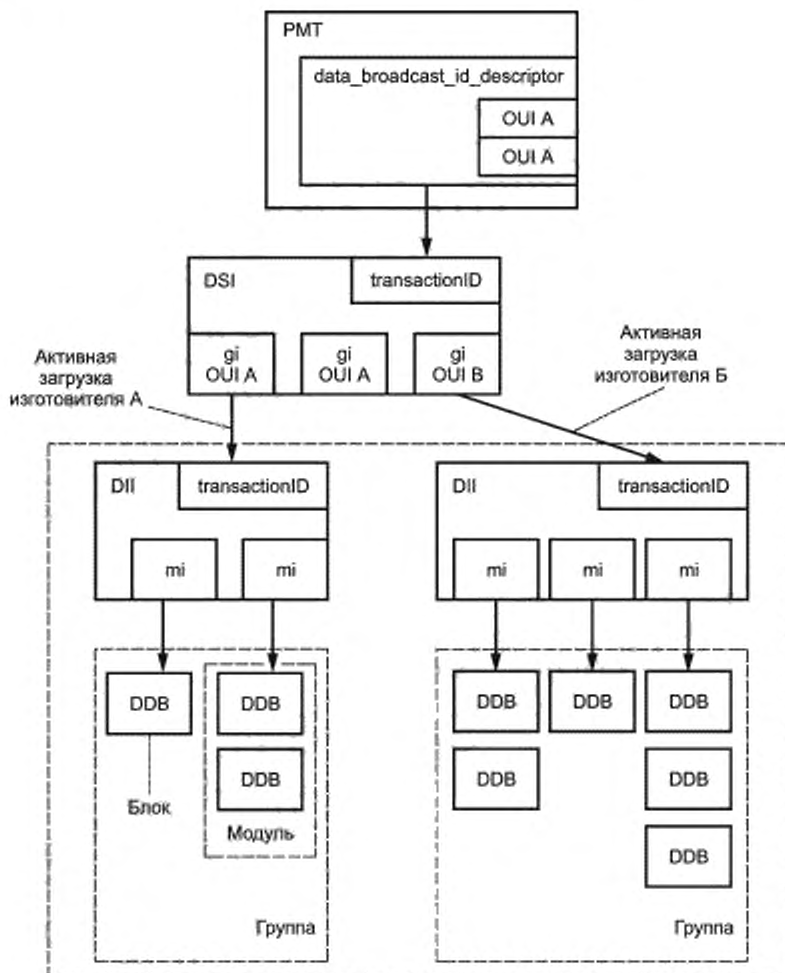 PMT
data_broadcast_id_descriptor
OUI A
OUI A
DSI
transactionID
gi
OUI A
gi
OUI A
gi
OUI B
Активная
загрузка
изготовителя А
Активная
загрузка
изготовителя Б
DII
transactionID
mi
mi
DII
transactionID
mi
mi
mi
DDB
DDB
DDB
Блок
Модуль
Группа
DDB
DDB
DDB
DDB
DDB
DDB
Группа